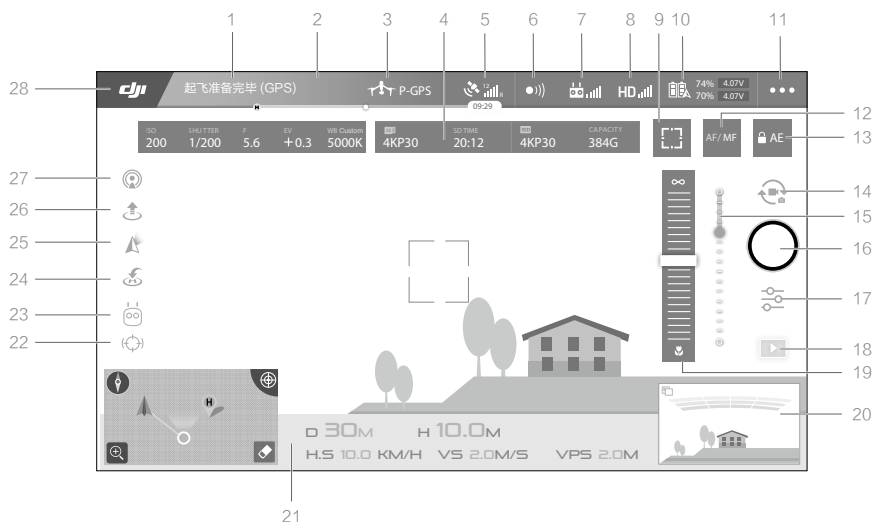 1 2 3 4 5 6 7 8 9 10 11
28 dji 起飞准备完毕 (GPS) P-GPS 12 R HD 74% 4.07V
70% 4.07V
H 09:29
12
ISO SHUTTER F EV WB Custom SD TIME CAPACITY
200 1/200 5.6 +0.3 5000K 4KP30 20:12 4KP30 384G
AF/MF AE 13
27 ∞ 14
26 15
25 16
24
23 17
22 18
19
H
20
D 30M H 10.0M
H.S 10.0 KM/H VS 2.0M/S VPS 2.0M
21